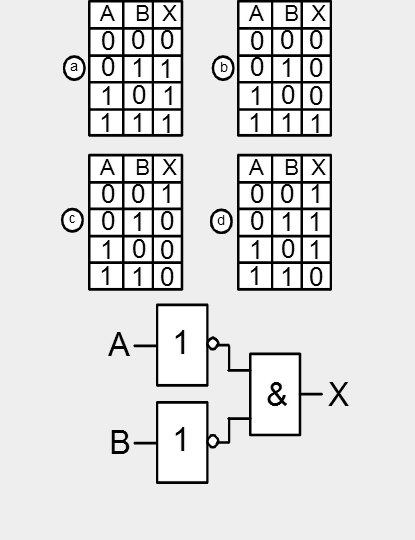 A B X A B X
0 0 0 0 0 0
a 0 1 1 b 0 1 0
1 0 1 1 0 0
1 1 1 1 1 1
A B X A B X
0 0 1 0 0 1
c 0 1 0 d 0 1 1
1 0 0 1 0 1
1 1 0 1 1 0
A 1
& X
B 1